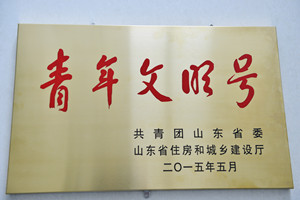 青年文明号
共青团山东省委
山东省住房和城乡建设厅
二〇一五年五月